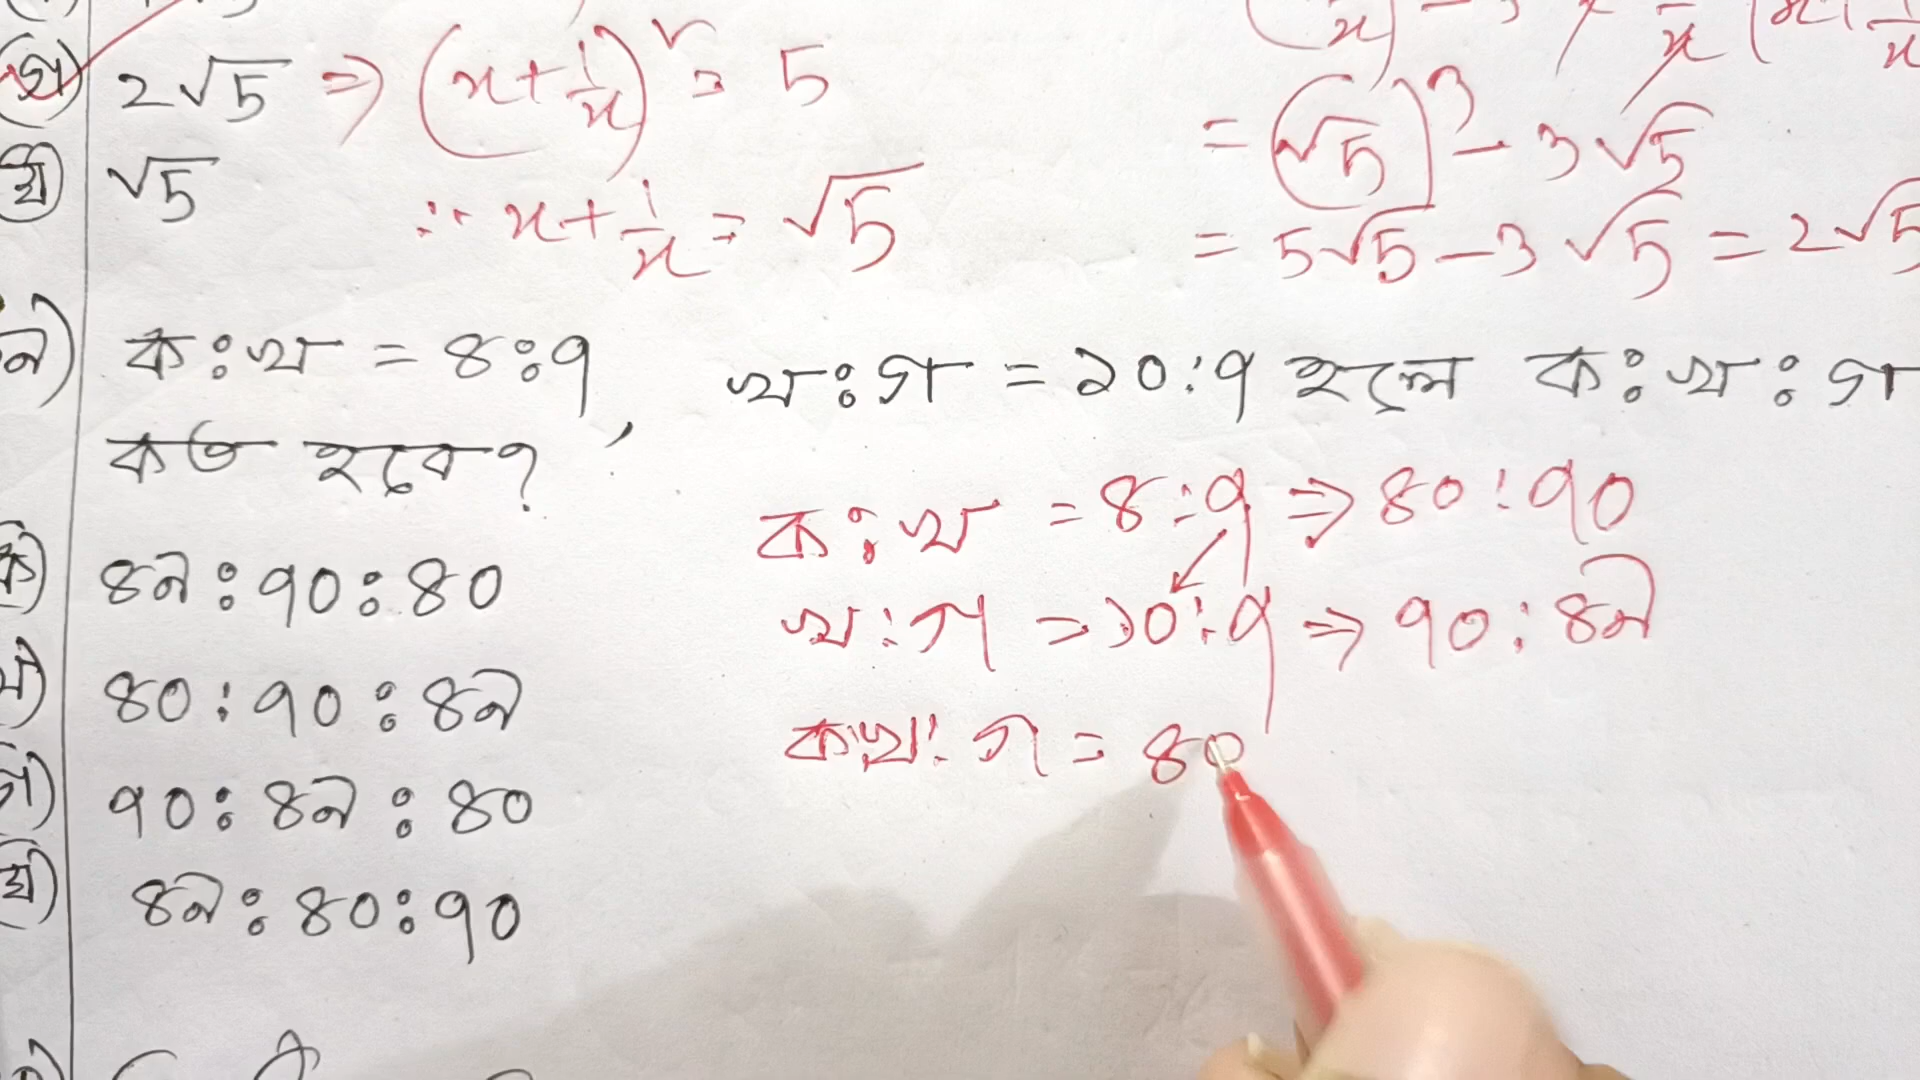 (গ) 2√5 ⇒ (x + 1/x)² = 5
(ঘ) √5
∴ x + 1/x = √5
= (√5)³ - 3√5
= 5√5 - 3√5 = 2√5
ক ঃ খ = ৪ ঃ ৭, খ ঃ গ = ১০ : ৭ হলে ক ঃ খ ঃ গ
কত হবে?
(ক) ৪৯ ঃ ৭০ ঃ ৪০
(খ) ৪০ : ৭০ ঃ ৪৯
(গ) ৭০ ঃ ৪৯ ঃ ৪০
(ঘ) ৪৯ ঃ ৪০ ঃ ৭০
ক ঃ খ = ৪ : ৭ ⇒ ৪০ : ৭০
খ : গ = ১০ : ৭ ⇒ ৭০ : ৪৯
ক:খ:গ = ৪০